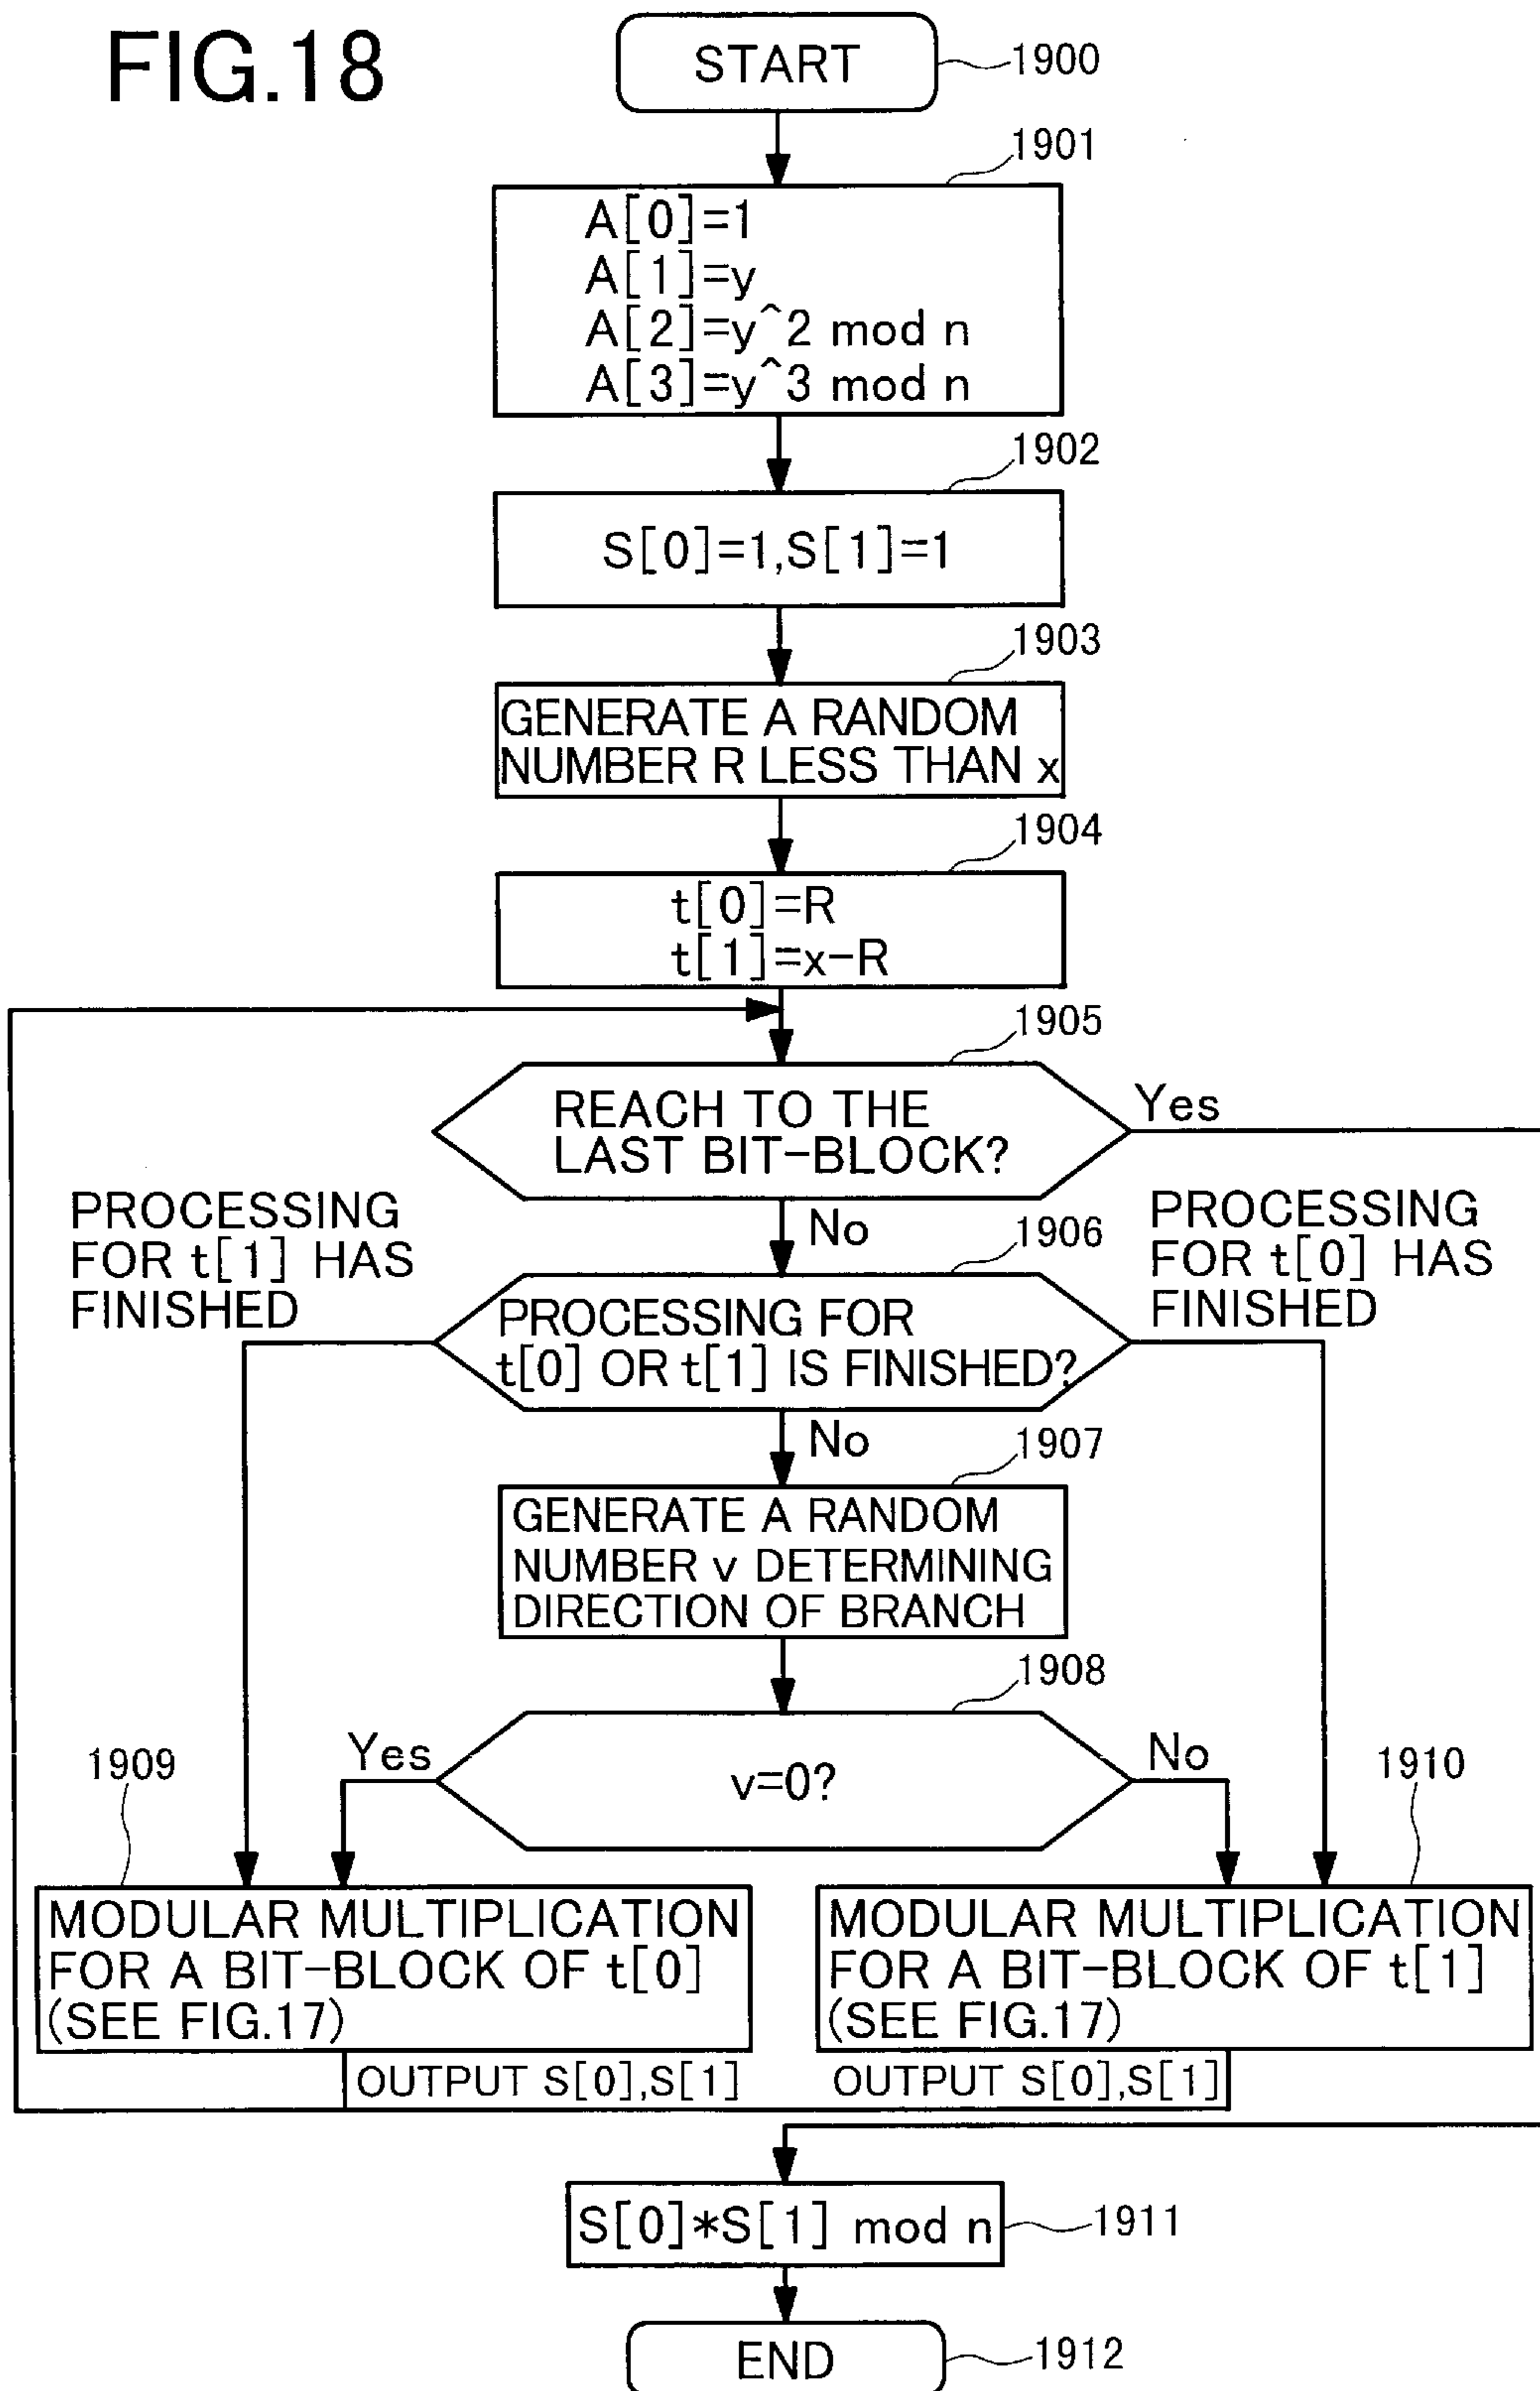 FIG.18
START
1900
1901
A[0]=1
A[1]=y
A[2]=y^2 mod n
A[3]=y^3 mod n
1902
S[0]=1,S[1]=1
1903
GENERATE A RANDOM
NUMBER R LESS THAN x
1904
t[0]=R
t[1]=x-R
1905
REACH TO THE
LAST BIT-BLOCK?
Yes
No
PROCESSING
FOR t[1] HAS
FINISHED
1906
PROCESSING
FOR t[0] HAS
FINISHED
PROCESSING FOR
t[0] OR t[1] IS FINISHED?
No
1907
GENERATE A RANDOM
NUMBER v DETERMINING
DIRECTION OF BRANCH
1908
Yes
v=0?
No
1909
1910
MODULAR MULTIPLICATION
FOR A BIT-BLOCK OF t[0]
(SEE FIG.17)
MODULAR MULTIPLICATION
FOR A BIT-BLOCK OF t[1]
(SEE FIG.17)
OUTPUT S[0],S[1]
OUTPUT S[0],S[1]
S[0]*S[1] mod n
1911
END
1912